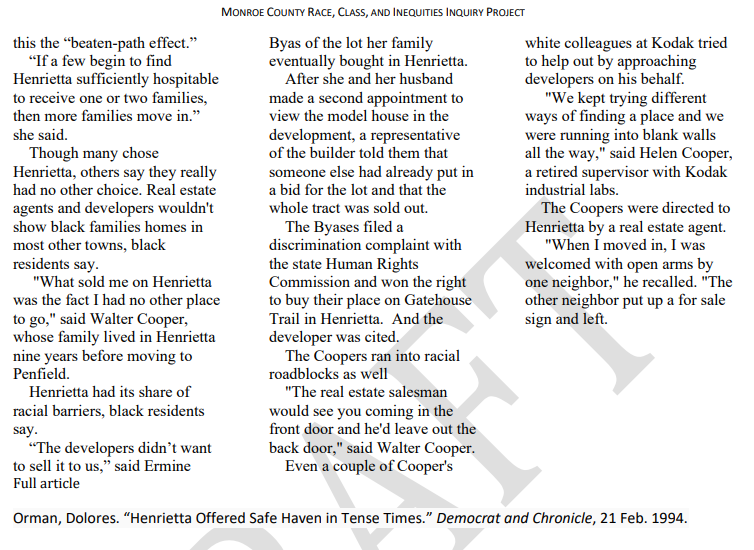 MONROE COUNTY RACE, CLASS, AND INEQUITIES INQUIRY PROJECT
this the “beaten-path effect.”
“If a few begin to find
Henrietta sufficiently hospitable
to receive one or two families,
then more families move in.”
she said.
Though many chose
Henrietta, others say they really
had no other choice. Real estate
agents and developers wouldn't
show black families homes in
most other towns, black
residents say.
"What sold me on Henrietta
was the fact I had no other place
to go," said Walter Cooper,
whose family lived in Henrietta
nine years before moving to
Penfield.
Henrietta had its share of
racial barriers, black residents
say.
“The developers didn’t want
to sell it to us,” said Ermine
Full article
Byas of the lot her family
eventually bought in Henrietta.
After she and her husband
made a second appointment to
view the model house in the
development, a representative
of the builder told them that
someone else had already put in
a bid for the lot and that the
whole tract was sold out.
The Byases filed a
discrimination complaint with
the state Human Rights
Commission and won the right
to buy their place on Gatehouse
Trail in Henrietta.  And the
developer was cited.
The Coopers ran into racial
roadblocks as well
"The real estate salesman
would see you coming in the
front door and he'd leave out the
back door," said Walter Cooper.
Even a couple of Cooper's
white colleagues at Kodak tried
to help out by approaching
developers on his behalf.
"We kept trying different
ways of finding a place and we
were running into blank walls
all the way," said Helen Cooper,
a retired supervisor with Kodak
industrial labs.
The Coopers were directed to
Henrietta by a real estate agent.
"When I moved in, I was
welcomed with open arms by
one neighbor," he recalled. "The
other neighbor put up a for sale
sign and left.
Orman, Dolores. “Henrietta Offered Safe Haven in Tense Times.” Democrat and Chronicle, 21 Feb. 1994.
DRAFT